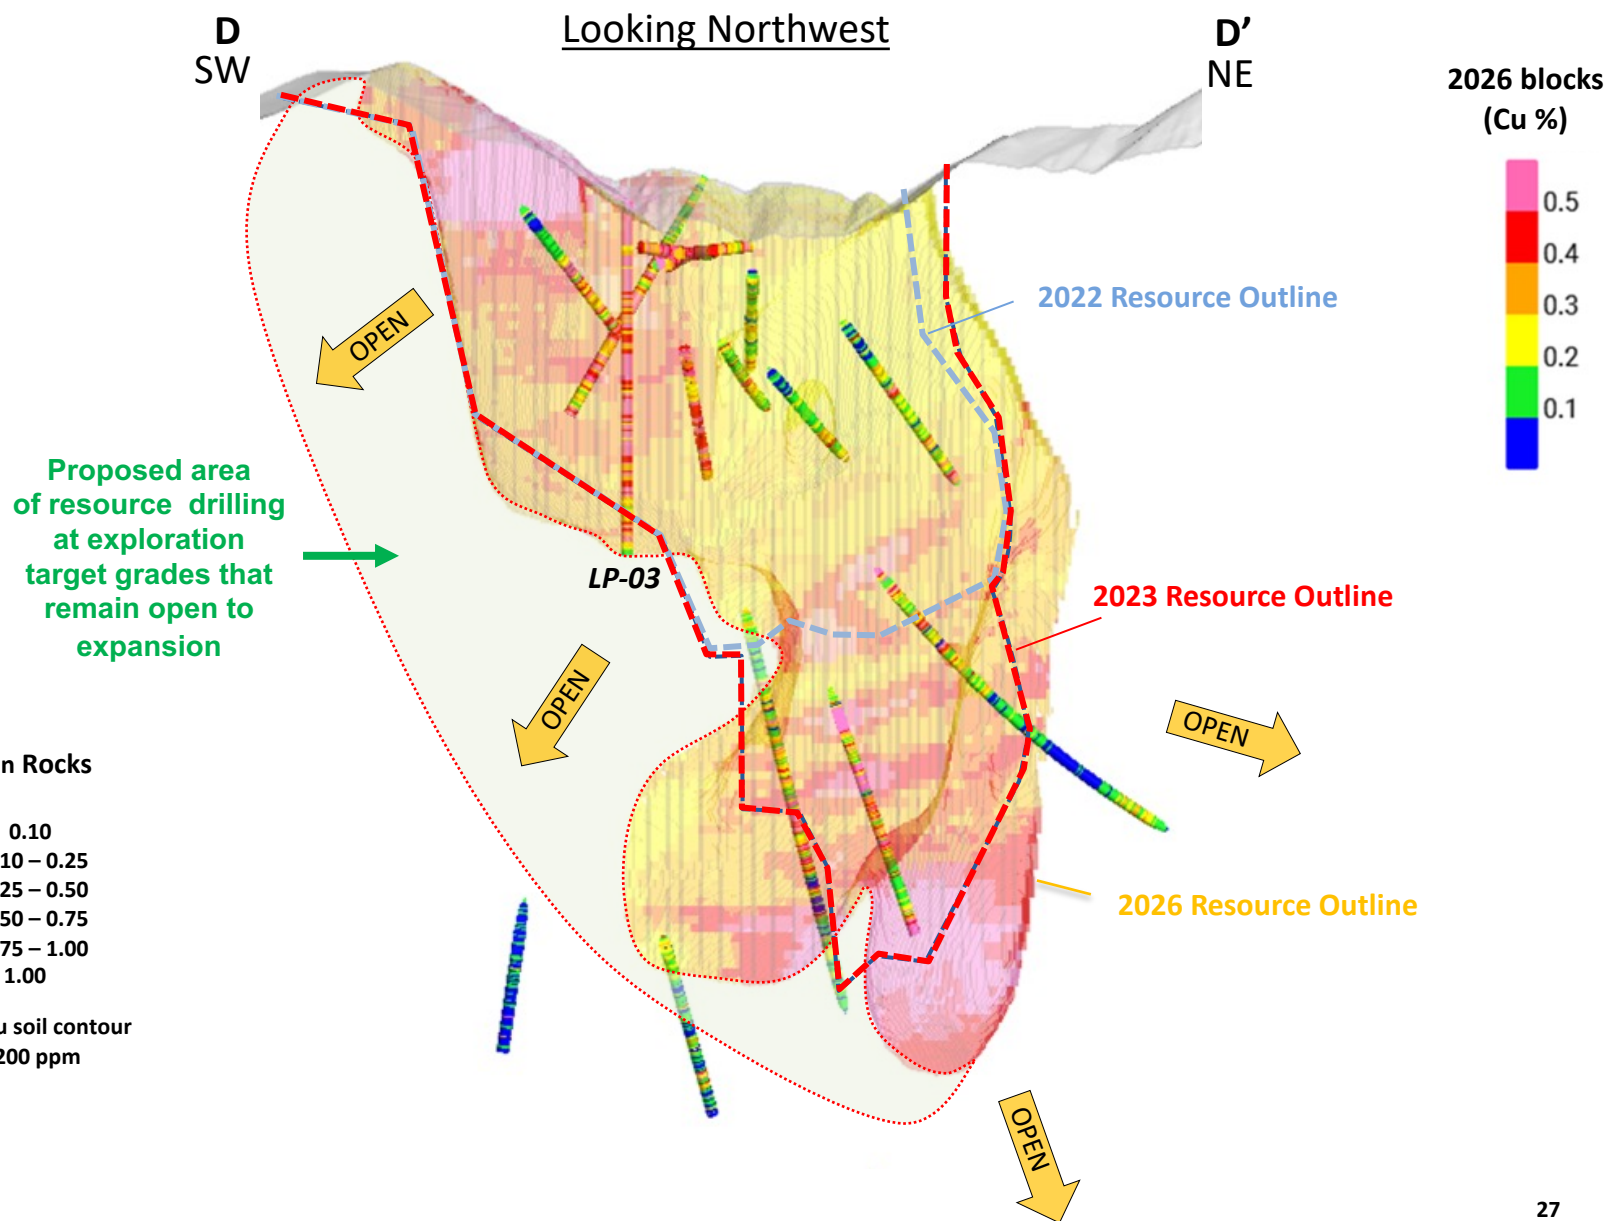 D
SW
Looking Northwest
D’
NE
2026 blocks
(Cu %)
0.5
0.4
0.3
0.2
0.1
OPEN
2022 Resource Outline
Proposed area
of resource drilling
at exploration
target grades that
remain open to
expansion
LP-03
2023 Resource Outline
OPEN
OPEN
n Rocks
0.10
10 – 0.25
25 – 0.50
50 – 0.75
75 – 1.00
1.00
2026 Resource Outline
u soil contour
200 ppm
OPEN
27